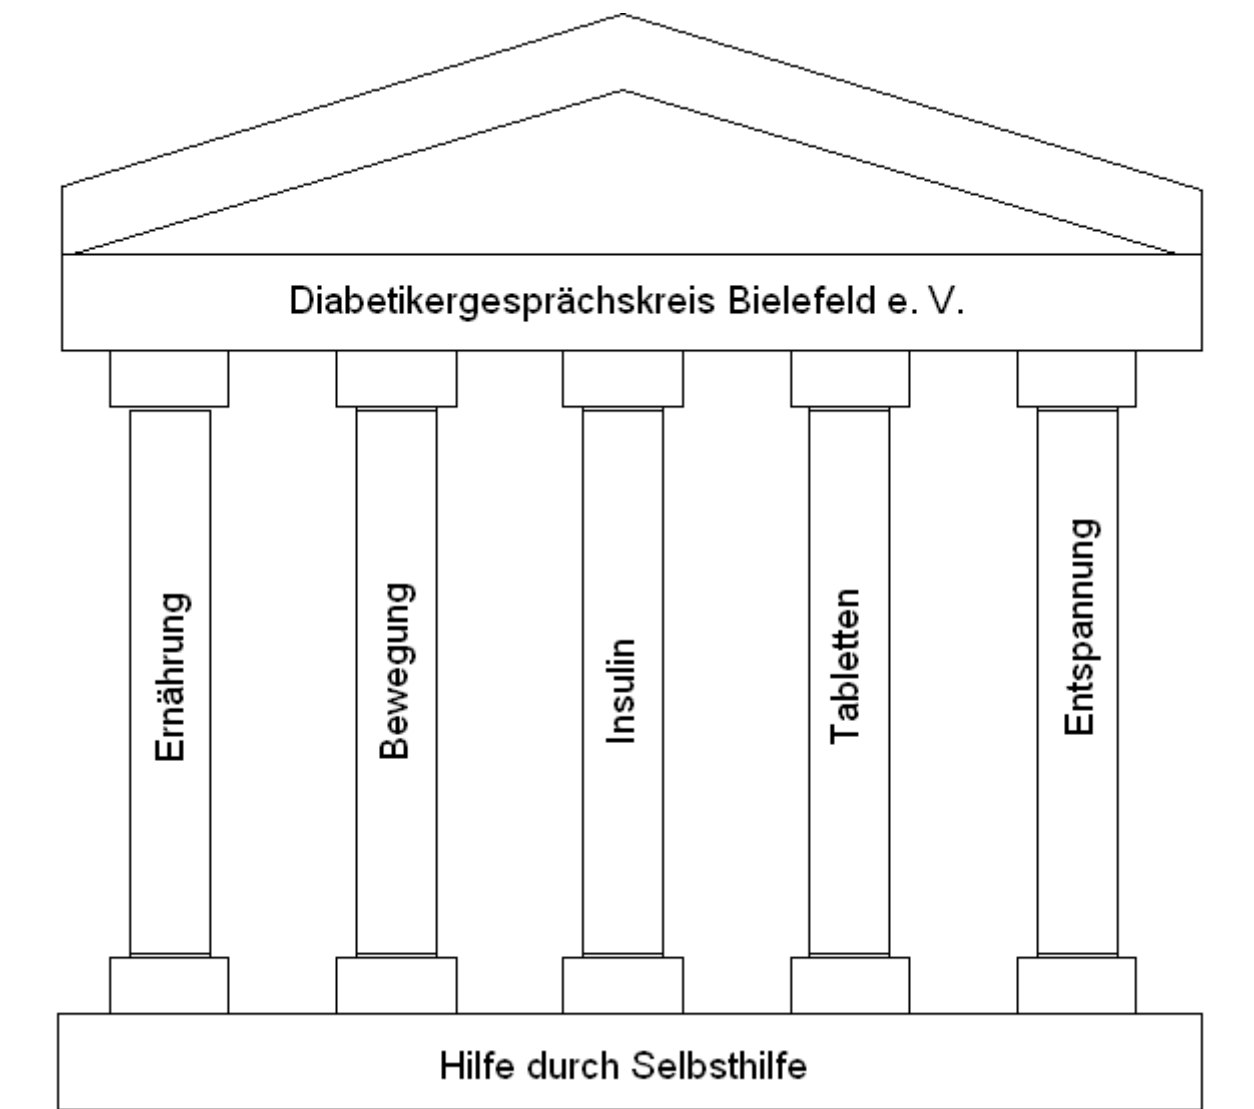 Diabetikergesprächskreis Bielefeld e. V.
Ernährung
Bewegung
Insulin
Tabletten
Entspannung
Hilfe durch Selbsthilfe